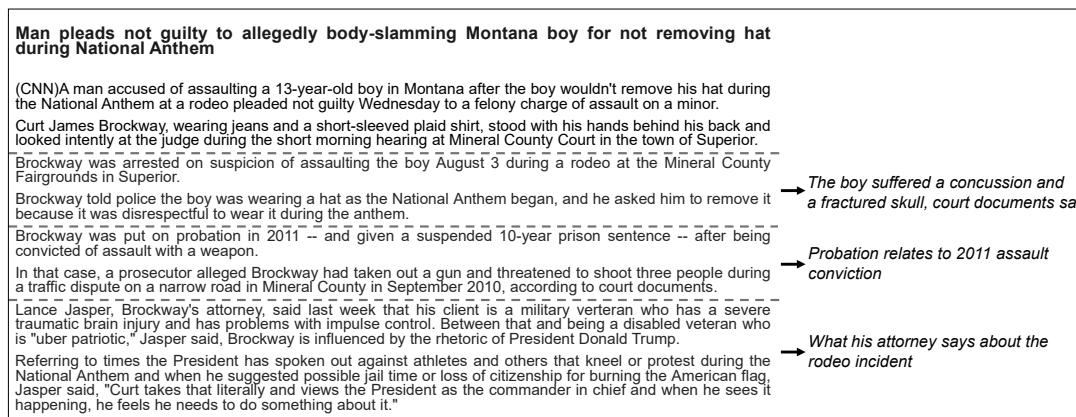 Man pleads not guilty to allegedly body-slamming Montana boy for not removing hat
during National Anthem
(CNN)A man accused of assaulting a 13-year-old boy in Montana after the boy wouldn't remove his hat during
the National Anthem at a rodeo pleaded not guilty Wednesday to a felony charge of assault on a minor.
Curt James Brockway, wearing jeans and a short-sleeved plaid shirt, stood with his hands behind his back and
looked intently at the judge during the short morning hearing at Mineral County Court in the town of Superior.
Brockway was arrested on suspicion of assaulting the boy August 3 during a rodeo at the Mineral County
Fairgrounds in Superior.
Brockway told police the boy was wearing a hat as the National Anthem began, and he asked him to remove it
because it was disrespectful to wear it during the anthem.
The boy suffered a concussion and
a fractured skull, court documents sa
Brockway was put on probation in 2011 -- and given a suspended 10-year prison sentence -- after being
convicted of assault with a weapon.
In that case, a prosecutor alleged Brockway had taken out a gun and threatened to shoot three people during
a traffic dispute on a narrow road in Mineral County in September 2010, according to court documents.
Probation relates to 2011 assault
conviction
Lance Jasper, Brockway's attorney, said last week that his client is a military verteran who has a severe
traumatic brain injury and has problems with impulse control. Between that and being a disabled veteran who
is "uber patriotic," Jasper said, Brockway is influenced by the rhetoric of President Donald Trump.
Referring to times the President has spoken out against athletes and others that kneel or protest during the
National Anthem and when he suggested possible jail time or loss of citizenship for burning the American flag,
Jasper said, "Curt takes that literally and views the President as the commander in chief and when he sees it
happening, he feels he needs to do something about it."
What his attorney says about the
rodeo incident